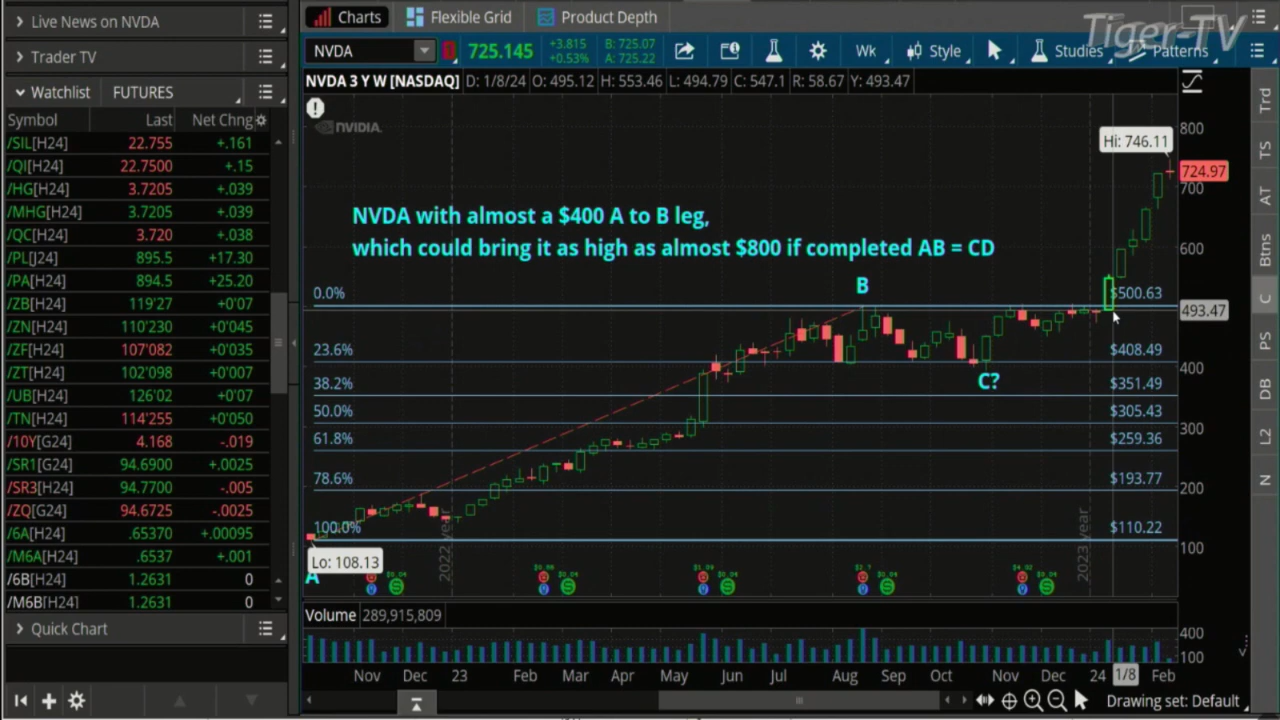 Live News on NVDA
Trader TV
Watchlist FUTURES
Symbol Last Net Chng
/SIL[H24] 22.755 +.161
/QI[H24] 22.7500 +.15
/HG[H24] 3.7205 +.039
/MHG[H24] 3.7205 +.039
/QC[H24] 3.720 +.038
/PL[J24] 895.5 +17.30
/PA[H24] 894.5 +25.20
/ZB[H24] 119'27 +0'07
/ZN[H24] 110'230 +0'045
/ZF[H24] 107'082 +0'035
/ZT[H24] 102'098 +0'007
/UB[H24] 126'02 +0'07
/TN[H24] 114'255 +0'050
/10Y[G24] 4.168 -.019
/SR1[G24] 94.6900 +.0025
/SR3[H24] 94.7700 -.005
/ZQ[G24] 94.6725 -.0025
/6A[H24] .65370 +.00095
/M6A[H24] .6537 +.001
/6B[H24] 1.2631 0
/M6B[H24] 1.2631 0
Quick Chart
Charts Flexible Grid Product Depth
Tiger-TV
NVDA 725.145 +3.815 +0.53% B: 725.07 A: 725.22 Wk Style Studies Patterns
NVDA 3 Y W [NASDAQ] D: 1/8/24 O: 495.12 H: 553.46 L: 494.79 C: 547.1 R: 58.67 Y: 493.47
NVIDIA.
Hi: 746.11
NVDA with almost a $400 A to B leg,
which could bring it as high as almost $800 if completed AB = CD
B
0.0% $500.63
23.6% $408.49
C?
38.2% $351.49
50.0% $305.43
61.8% $259.36
78.6% $193.77
100.0% $110.22
Lo: 108.13
A
2022 year
2023 year
800
724.97
700
600
493.47
400
300
200
100
Volume 289,915,809
400
100
Nov Dec 23 Feb Mar Apr May Jun Jul Aug Sep Oct Nov Dec 24 1/8 Feb
Drawing set: Default
Trd
TS
AT
Btns
C
PS
DB
L2
N